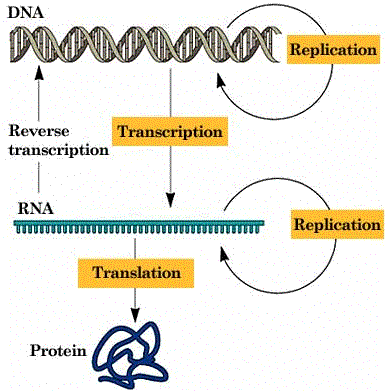 DNA
Replication
Reverse
transcription
Transcription
RNA
Replication
Translation
Protein